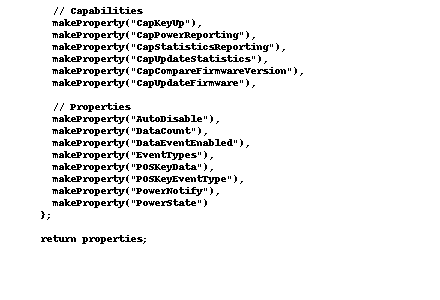 // Capabilities
makeProperty("CapKeyUp"),
makeProperty("CapPowerReporting"),
makeProperty("CapStatisticsReporting"),
makeProperty("CapUpdateStatistics"),
makeProperty("CapCompareFirmwareVersion"),
makeProperty("CapUpdateFirmware"),

// Properties
makeProperty("AutoDisable"),
makeProperty("DataCount"),
makeProperty("DataEventEnabled"),
makeProperty("EventTypes"),
makeProperty("POSKeyData"),
makeProperty("POSKeyEventType"),
makeProperty("PowerNotify"),
makeProperty("PowerState")
};

return properties;